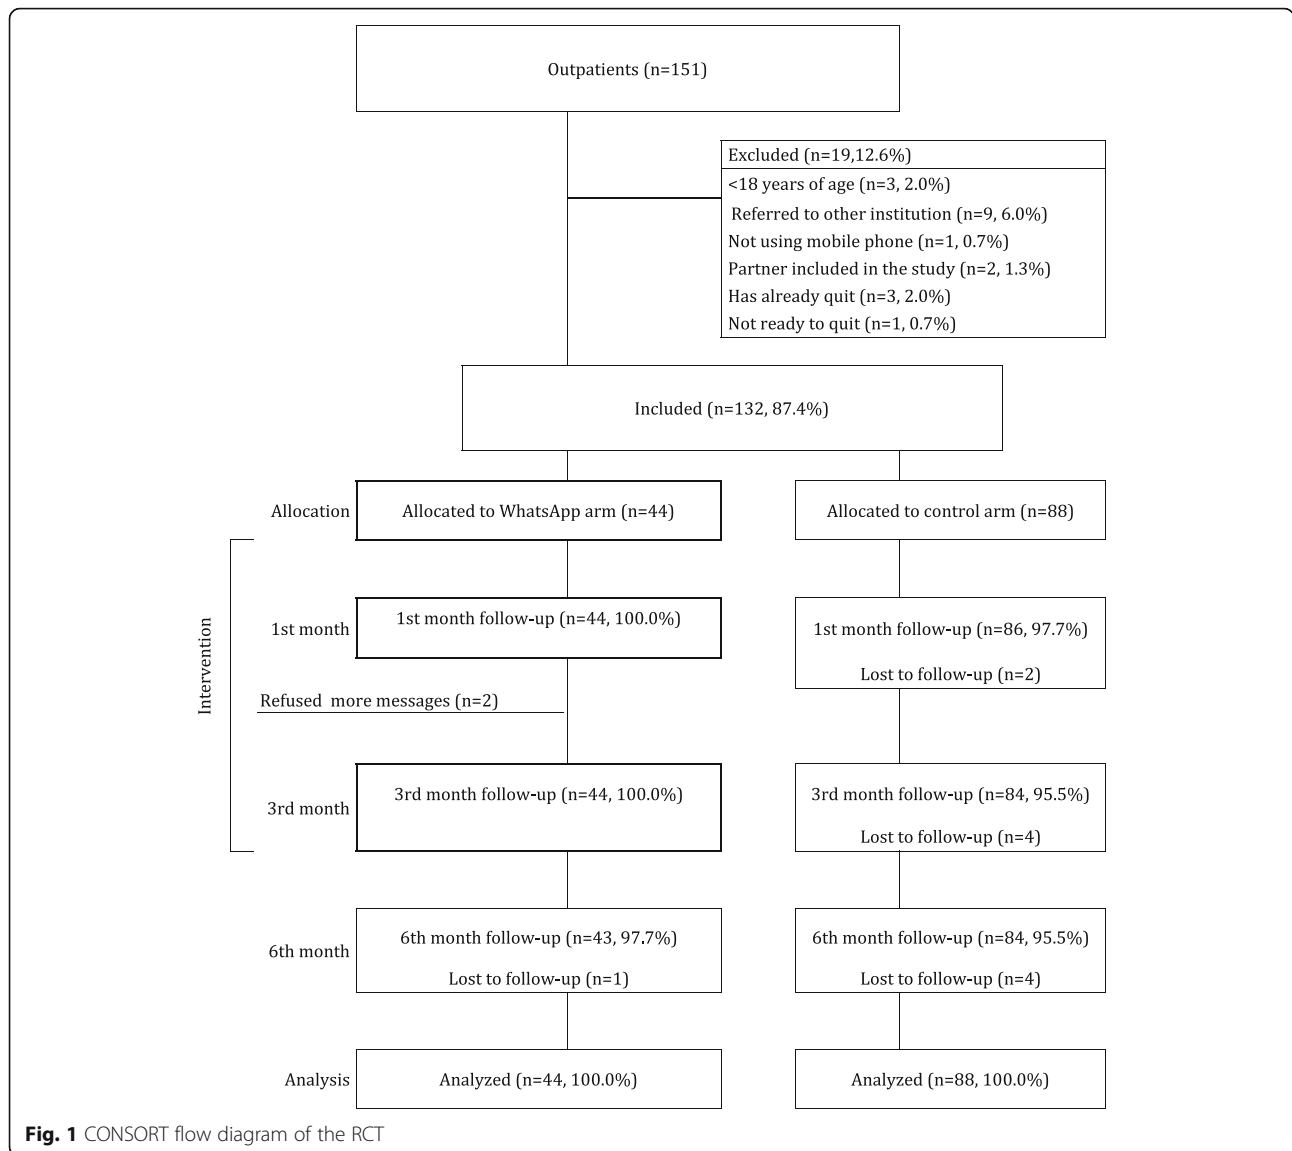 Outpatients (n=151)
Excluded (n=19,12.6%)
<18 years of age (n=3, 2.0%)
Referred to other institution (n=9, 6.0%)
Not using mobile phone (n=1, 0.7%)
Partner included in the study (n=2, 1.3%)
Has already quit (n=3, 2.0%)
Not ready to quit (n=1, 0.7%)
Included (n=132, 87.4%)
Allocation
Allocated to WhatsApp arm (n=44)
Allocated to control arm (n=88)
Intervention
1st month
1st month follow-up (n=44, 100.0%)
1st month follow-up (n=86, 97.7%)
Lost to follow-up (n=2)
Refused more messages (n=2)
3rd month
3rd month follow-up (n=44, 100.0%)
3rd month follow-up (n=84, 95.5%)
Lost to follow-up (n=4)
6th month
6th month follow-up (n=43, 97.7%)
Lost to follow-up (n=1)
6th month follow-up (n=84, 95.5%)
Lost to follow-up (n=4)
Analysis
Analyzed (n=44, 100.0%)
Analyzed (n=88, 100.0%)
Fig. 1 CONSORT flow diagram of the RCT